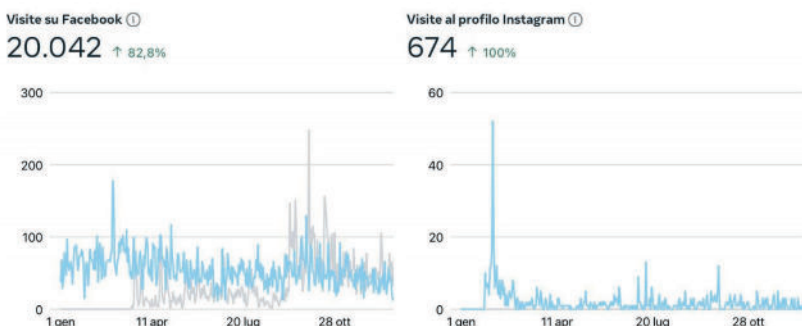 Visite su Facebook ⓘ
20.042 ↑ 82,8%
300
200
100
0
1 gen 11 apr 20 lug 28 ott
Visite al profilo Instagram ⓘ
674 ↑ 100%
60
40
20
0
1 gen 11 apr 20 lug 28 ott